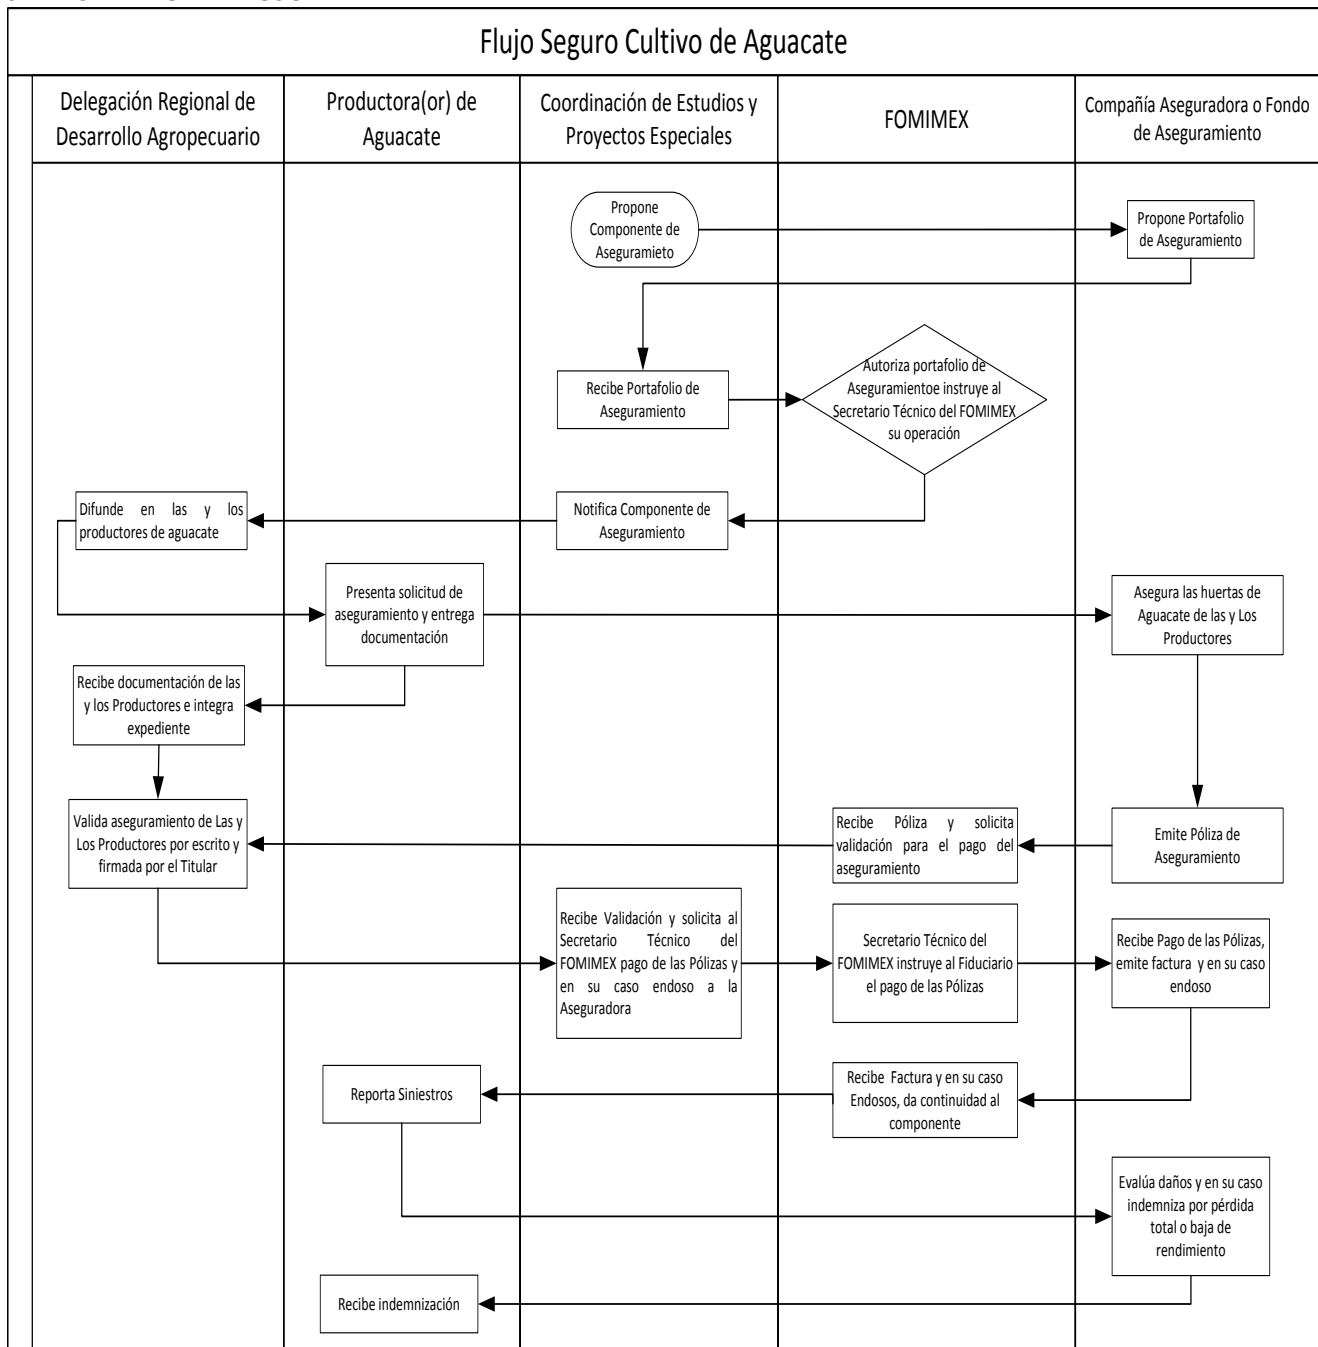 Flujo Seguro Cultivo de Aguacate
Delegación Regional de
Desarrollo Agropecuario
Productora(or) de
Aguacate
Coordinación de Estudios y
Proyectos Especiales
FOMIMEX
Compañía Aseguradora o Fondo
de Aseguramiento
Propone
Componente de
Aseguramieto
Propone Portafolio
de Aseguramiento
Recibe Portafolio de
Aseguramiento
Autoriza portafolio de
Aseguramientoe instruye al
Secretario Técnico del FOMIMEX
su operación
Difunde en las y los
productores de aguacate
Notifica Componente de
Aseguramiento
Presenta solicitud de
aseguramiento y entrega
documentación
Asegura las huertas de
Aguacate de las y Los
Productores
Recibe documentación de las
y los Productores e integra
expediente
Valida aseguramiento de Las y
Los Productores por escrito y
firmada por el Titular
Recibe Póliza y solicita
validación para el pago del
aseguramiento
Emite Póliza de
Aseguramiento
Recibe Validación y solicita al
Secretario Técnico del
FOMIMEX pago de las Pólizas y
en su caso endoso a la
Aseguradora
Secretario Técnico del
FOMIMEX instruye al Fiduciario
el pago de las Pólizas
Recibe Pago de las Pólizas,
emite factura y en su caso
endoso
Reporta Siniestros
Recibe Factura y en su caso
Endosos, da continuidad al
componente
Evalúa daños y en su caso
indemniza por pérdida
total o baja de
rendimiento
Recibe indemnización